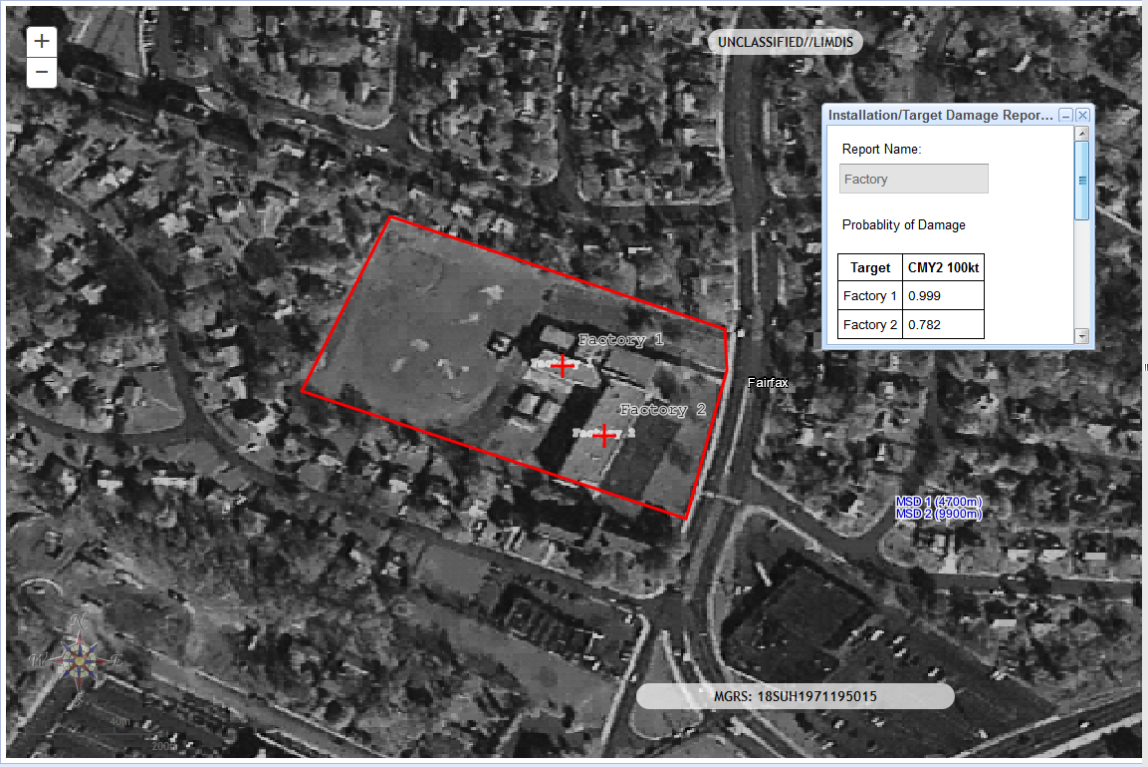 +
−
UNCLASSIFIED//LIMDIS
Installation/Target Damage Repor...
Report Name:
Factory
Probablity of Damage
Target CMY2 100kt
Factory 1 0.999
Factory 2 0.782
Factory 1
Factory 2
Fairfax
MSD 1 (4700m)
MSD 2 (9900m)
N
W E
MGRS: 18SUH1971195015